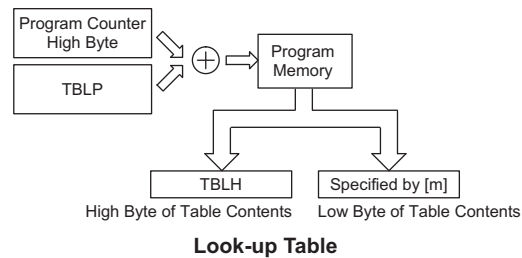 Program Counter
High Byte
TBLP
Program
Memory
TBLH
Specified by [m]
High Byte of Table Contents
Low Byte of Table Contents
Look-up Table